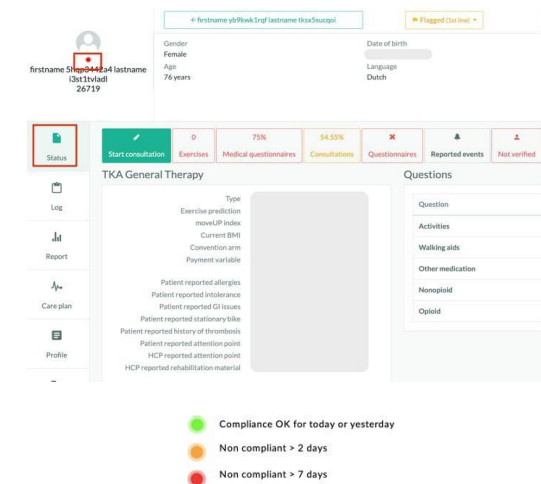 ← firstname yb9kwk1rqf lastname tksx5sucqoi
Flagged (1st line)
firstname 5hqp3442a4 lastname
i3st1tvladl
26719
Gender
Female
Age
76 years
Date of birth
Language
Dutch
Status
Log
Report
Care plan
Profile
Start consultation
0
Exercises
75%
Medical questionnaires
54.55%
Consultations
Questionnaires
Reported events
Not verified
TKA General Therapy
Type
Exercise prediction
moveUP index
Current BMI
Convention arm
Payment variable
Patient reported allergies
Patient reported intolerance
Patient reported GI issues
Patient reported stationary bike
Patient reported history of thrombosis
Patient reported attention point
HCP reported attention point
HCP reported rehabilitation material
Questions
Question
Activities
Walking aids
Other medication
Nonopioid
Opioid
Compliance OK for today or yesterday
Non compliant > 2 days
Non compliant > 7 days